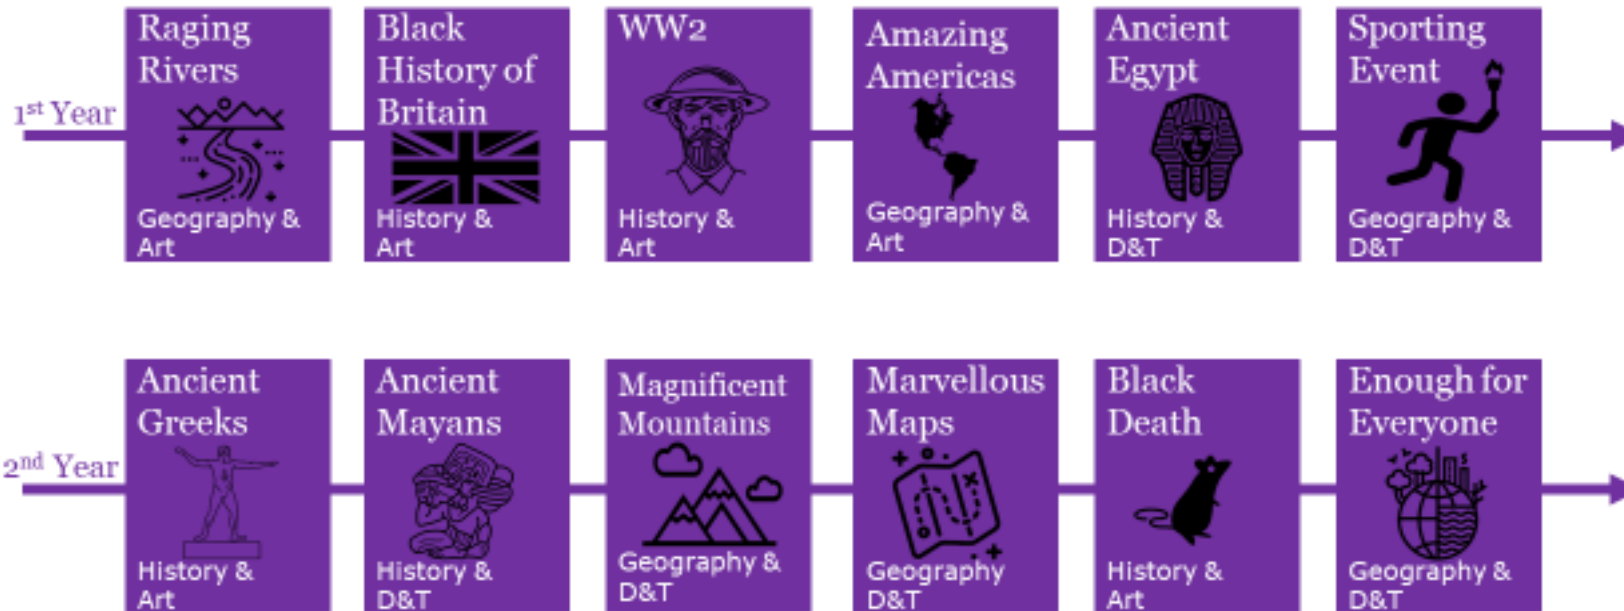 1st Year
Raging
Rivers
Geography &
Art
Black
History of
Britain
History &
Art
WW2
History &
Art
Amazing
Americas
Geography &
Art
Ancient
Egypt
History &
D&T
Sporting
Event
Geography &
D&T
2nd Year
Ancient
Greeks
History &
Art
Ancient
Mayans
History &
D&T
Magnificent
Mountains
Geography &
D&T
Marvellous
Maps
Geography
D&T
Black
Death
History &
Art
Enough for
Everyone
Geography &
D&T